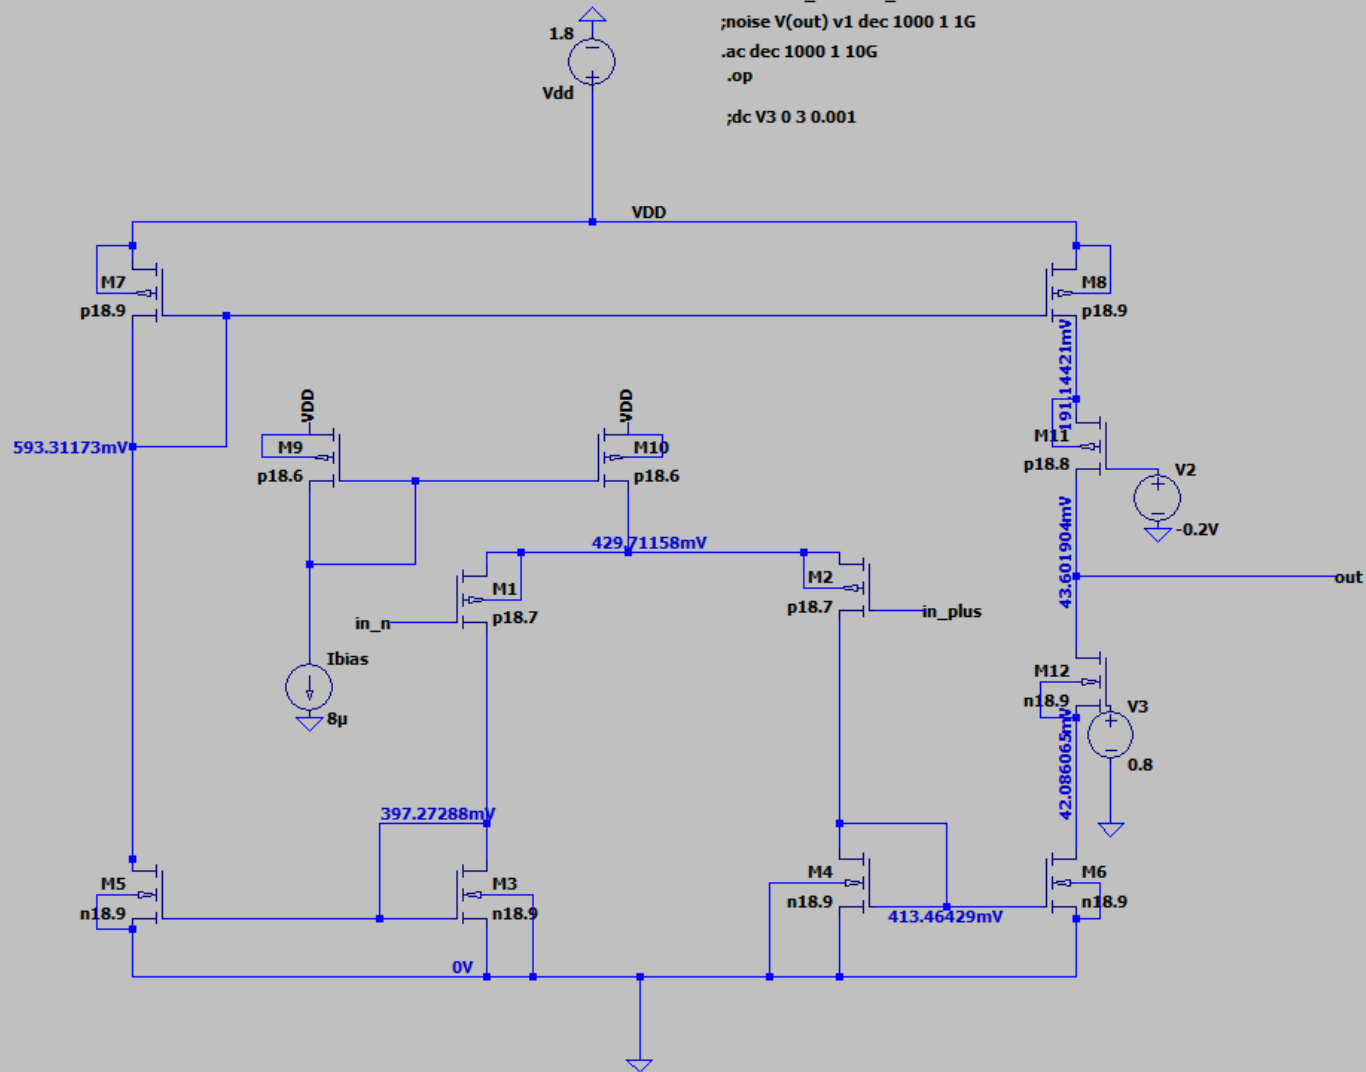 ;noise V(out) v1 dec 1000 1 1G
1.8
.ac dec 1000 1 10G
.op
Vdd
;dc V3 0 3 0.001
VDD
M7
p18.9
M8
p18.9
191.14421mV
VDD
VDD
593.31173mV
M9
p18.6
M10
p18.6
M11
p18.8
V2
-0.2V
429.71158mV
43.601904mV
M1
p18.7
M2
p18.7
out
in_n
in_plus
Ibias
8µ
M12
n18.9
V3
0.8
42.086065mV
397.27288mV
M5
n18.9
M3
n18.9
M4
n18.9
M6
n18.9
413.46429mV
0V